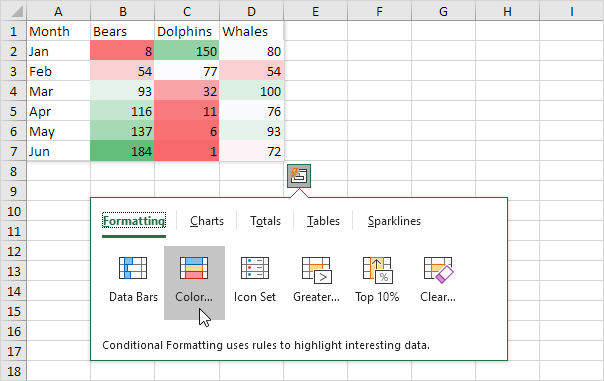 A B C D E F G H I
1 Month Bears Dolphins Whales
2 Jan 8 150 80
3 Feb 54 77 54
4 Mar 93 32 100
5 Apr 116 11 76
6 May 137 6 93
7 Jun 184 1 72
8
9
10
11 Formatting Charts Totals Tables Sparklines
12
13
14
15 Data Bars Color... Icon Set Greater... Top 10% Clear...
16
17 Conditional Formatting uses rules to highlight interesting data.
18